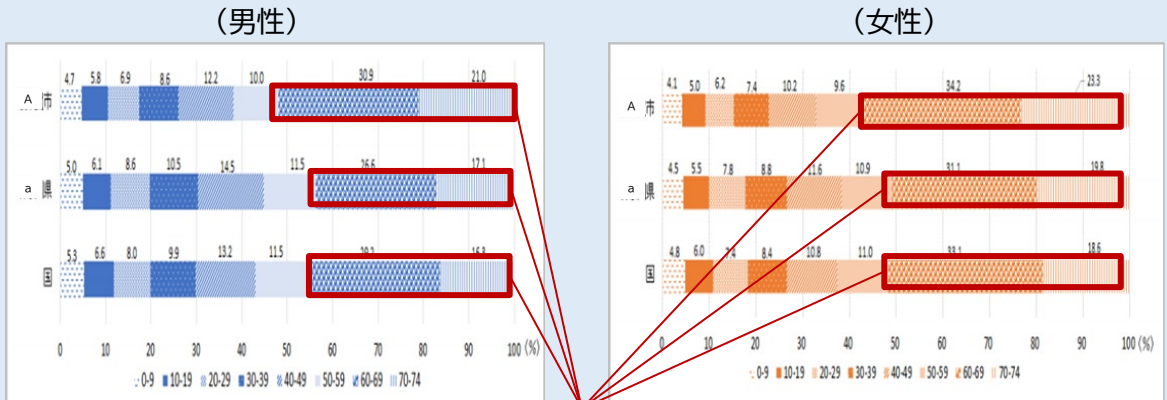 （男性）
4.7 5.8 6.9 8.6 12.2 10.0 30.9 21.0
A 市
5.0 6.1 8.6 10.5 14.5 11.5 26.6 17.1
a 県
5.3 6.6 8.0 9.9 13.2 11.5
国
0 10 20 30 40 50 60 70 80 90 100 (%)
0-9 10-19 20-29 30-39 40-49 50-59 60-69 70-74
（女性）
4.1 5.0 6.2 7.4 10.2 9.6 34.2 23.3
A 市
4.5 5.5 7.8 8.8 11.6 10.9 31.1 19.8
a 県
4.8 6.0 7.4 8.4 10.8 11.0 33.1 18.6
国
0 10 20 30 40 50 60 70 80 90 100 (%)
0-9 10-19 20-29 30-39 40-49 50-59 60-69 70-74